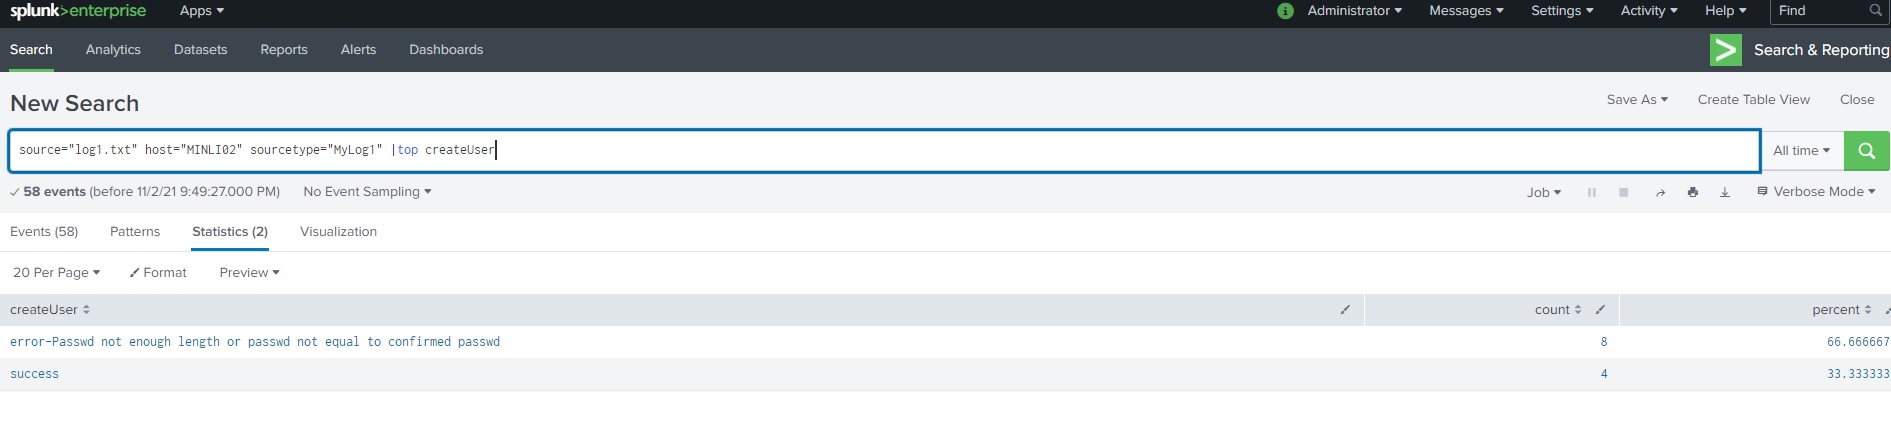 splunk>enterprise Apps Administrator Messages Settings Activity Help Find
Search Analytics Datasets Reports Alerts Dashboards Search & Reporting
New Search Save As Create Table View Close
source="log1.txt" host="MINLI02" sourcetype="MyLog1" |top createUser All time
58 events (before 11/2/21 9:49:27.000 PM) No Event Sampling Job Verbose Mode
Events (58) Patterns Statistics (2) Visualization
20 Per Page Format Preview
createUser count percent
error-Passwd not enough length or passwd not equal to confirmed passwd 8 66.666667
success 4 33.333333